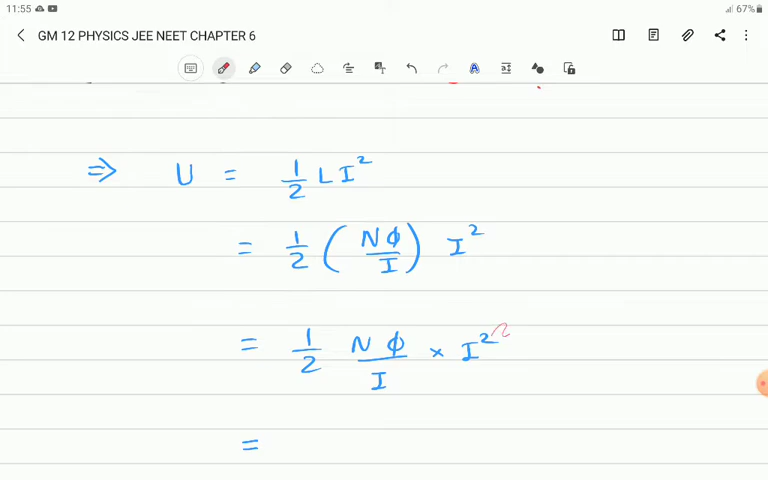 11:55 67%
GM 12 PHYSICS JEE NEET CHAPTER 6
⇒ U = 1/2 LI²
= 1/2 (NΦ/I) I²
= 1/2 NΦ/I × I²
=